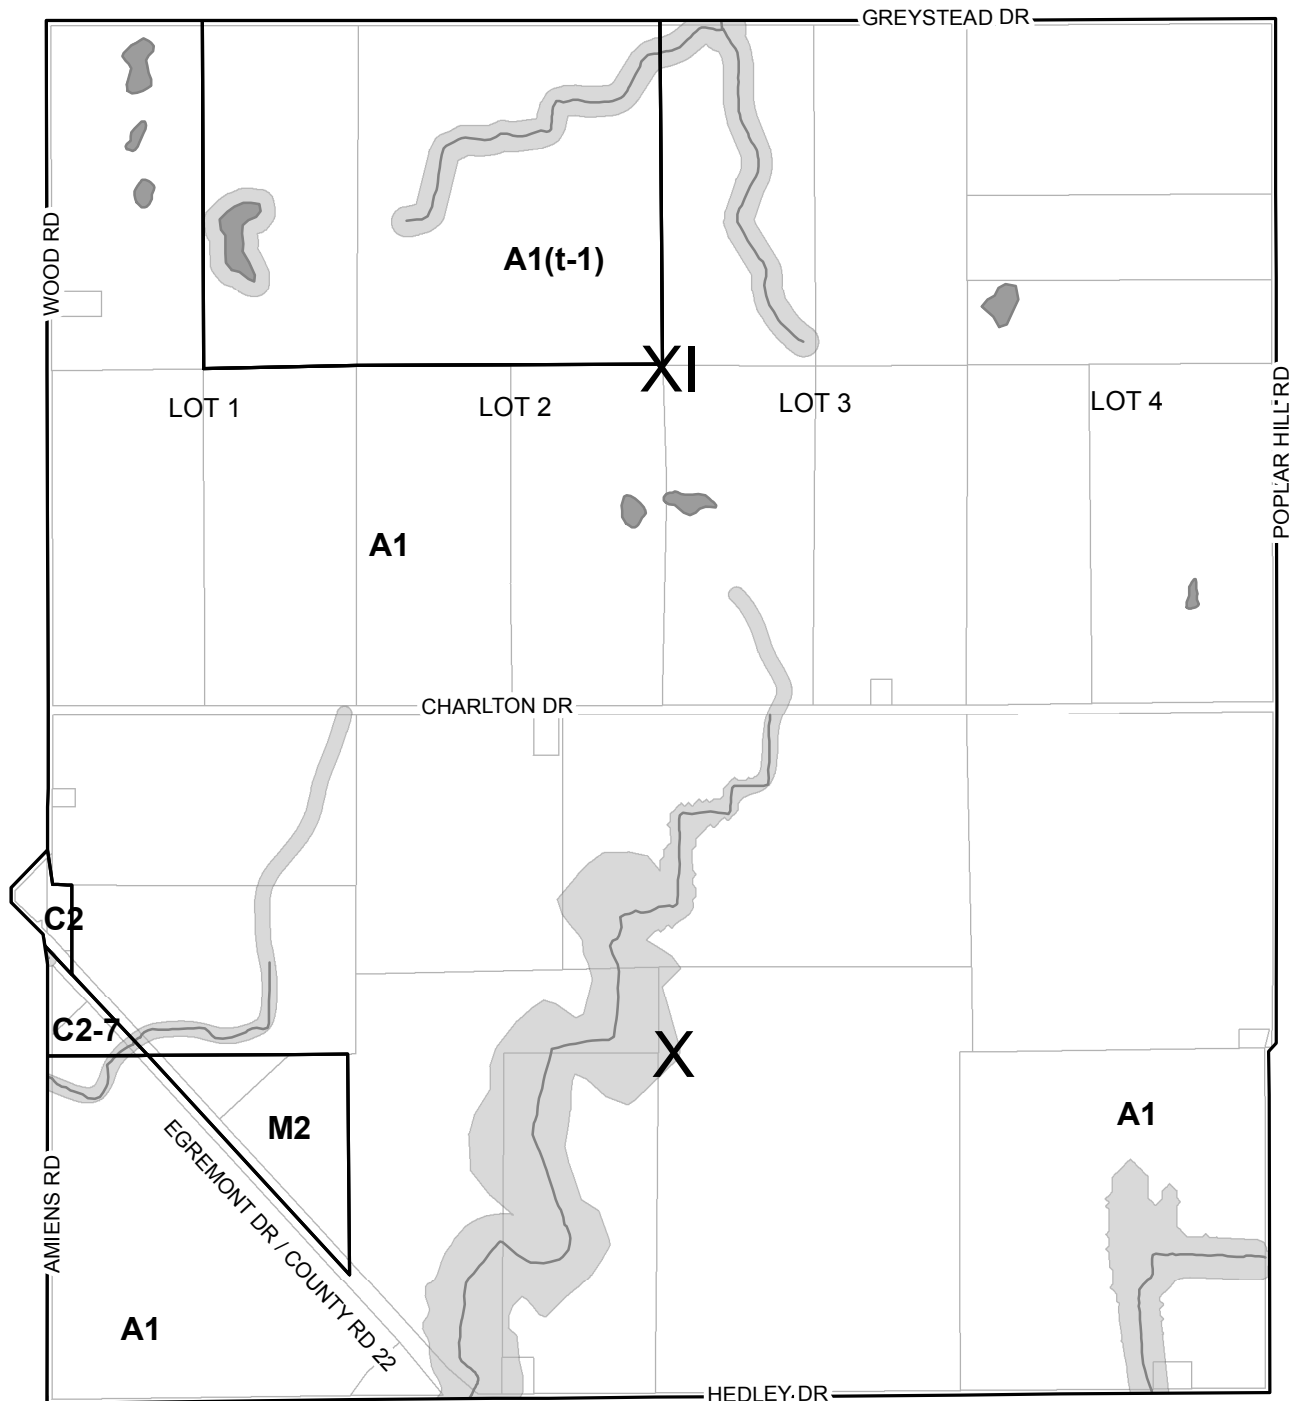 GREYSTEAD DR
WOOD RD
A1(t-1)
XI
POPLAR HILL RD
LOT 1
LOT 2
LOT 3
LOT 4
A1
CHARLTON DR
C2
C2-7
X
M2
A1
EGREMONT DR / COUNTY RD 22
AMIENS RD
A1
HEDLEY DR